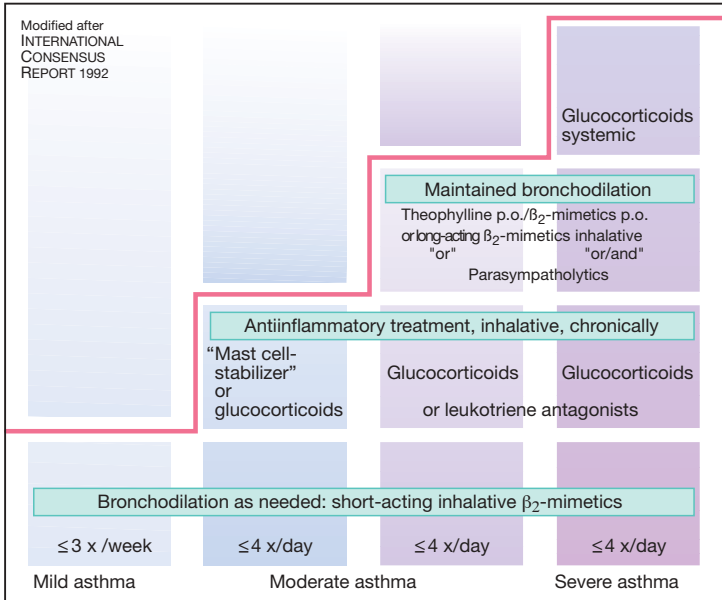 Modified after
INTERNATIONAL
CONSENSUS
REPORT 1992
Glucocorticoids
systemic
Maintained bronchodilation
Theophylline p.o./ß₂-mimetics p.o.
or long-acting ß₂-mimetics inhalative
"or" "or/and"
Parasympatholytics
Antiinflammatory treatment, inhalative, chronically
“Mast cell-
stabilizer”
or
glucocorticoids
Glucocorticoids Glucocorticoids
or leukotriene antagonists
Bronchodilation as needed: short-acting inhalative β₂-mimetics
≤ 3 x /week ≤ 4 x/day ≤ 4 x/day ≤ 4 x/day
Mild asthma Moderate asthma Severe asthma